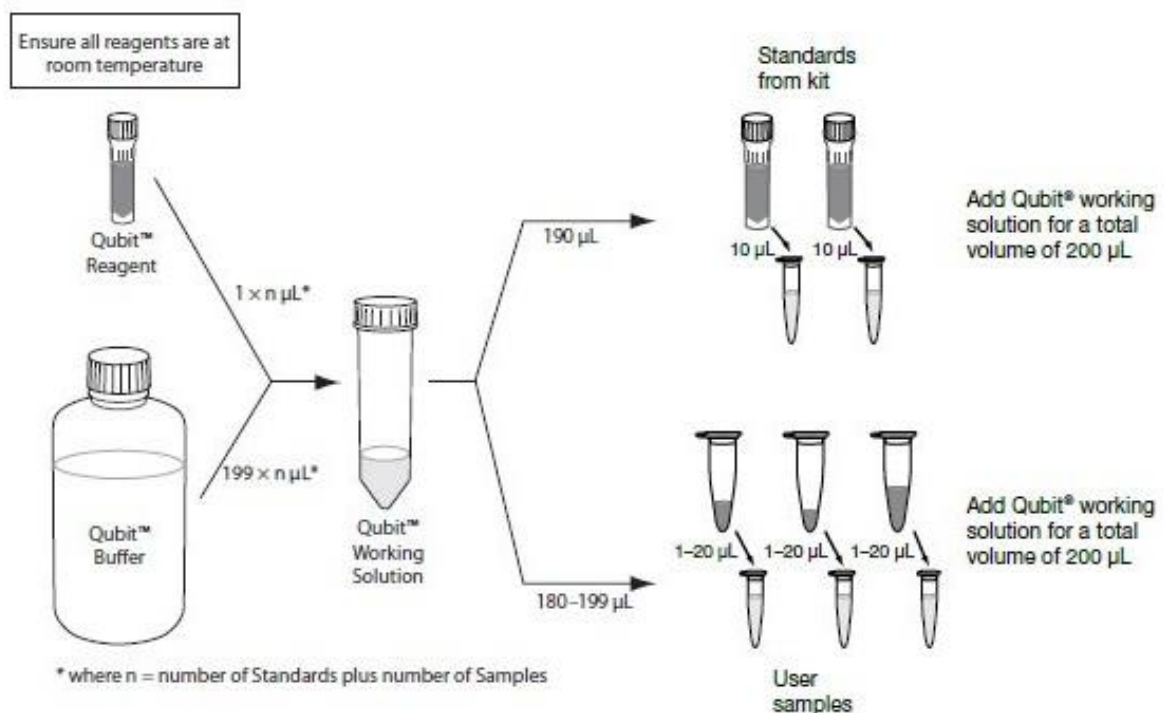 Ensure all reagents are at
room temperature
Qubit™
Reagent
1 × n µL*
199 × n µL*
Qubit™
Buffer
Qubit™
Working
Solution
190 µL
180–199 µL
Standards
from kit
10 µL
10 µL
Add Qubit® working
solution for a total
volume of 200 µL
1–20 µL
1–20 µL
1–20 µL
Add Qubit® working
solution for a total
volume of 200 µL
User
samples
* where n = number of Standards plus number of Samples